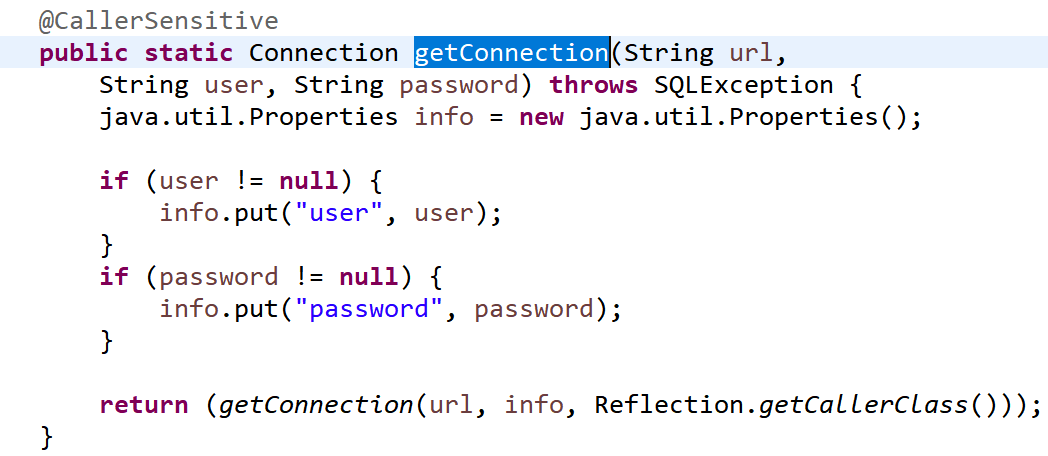 @CallerSensitive
public static Connection getConnection(String url,
    String user, String password) throws SQLException {
    java.util.Properties info = new java.util.Properties();

    if (user != null) {
        info.put("user", user);
    }
    if (password != null) {
        info.put("password", password);
    }

    return (getConnection(url, info, Reflection.getCallerClass()));
}